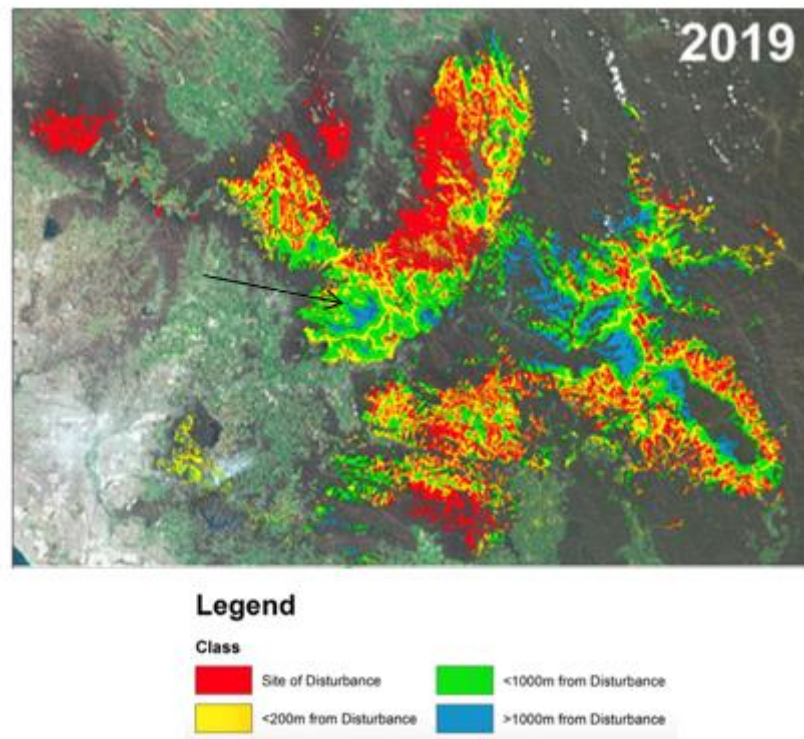 2019
Legend
Class
Site of Disturbance
<1000m from Disturbance
<200m from Disturbance
>1000m from Disturbance